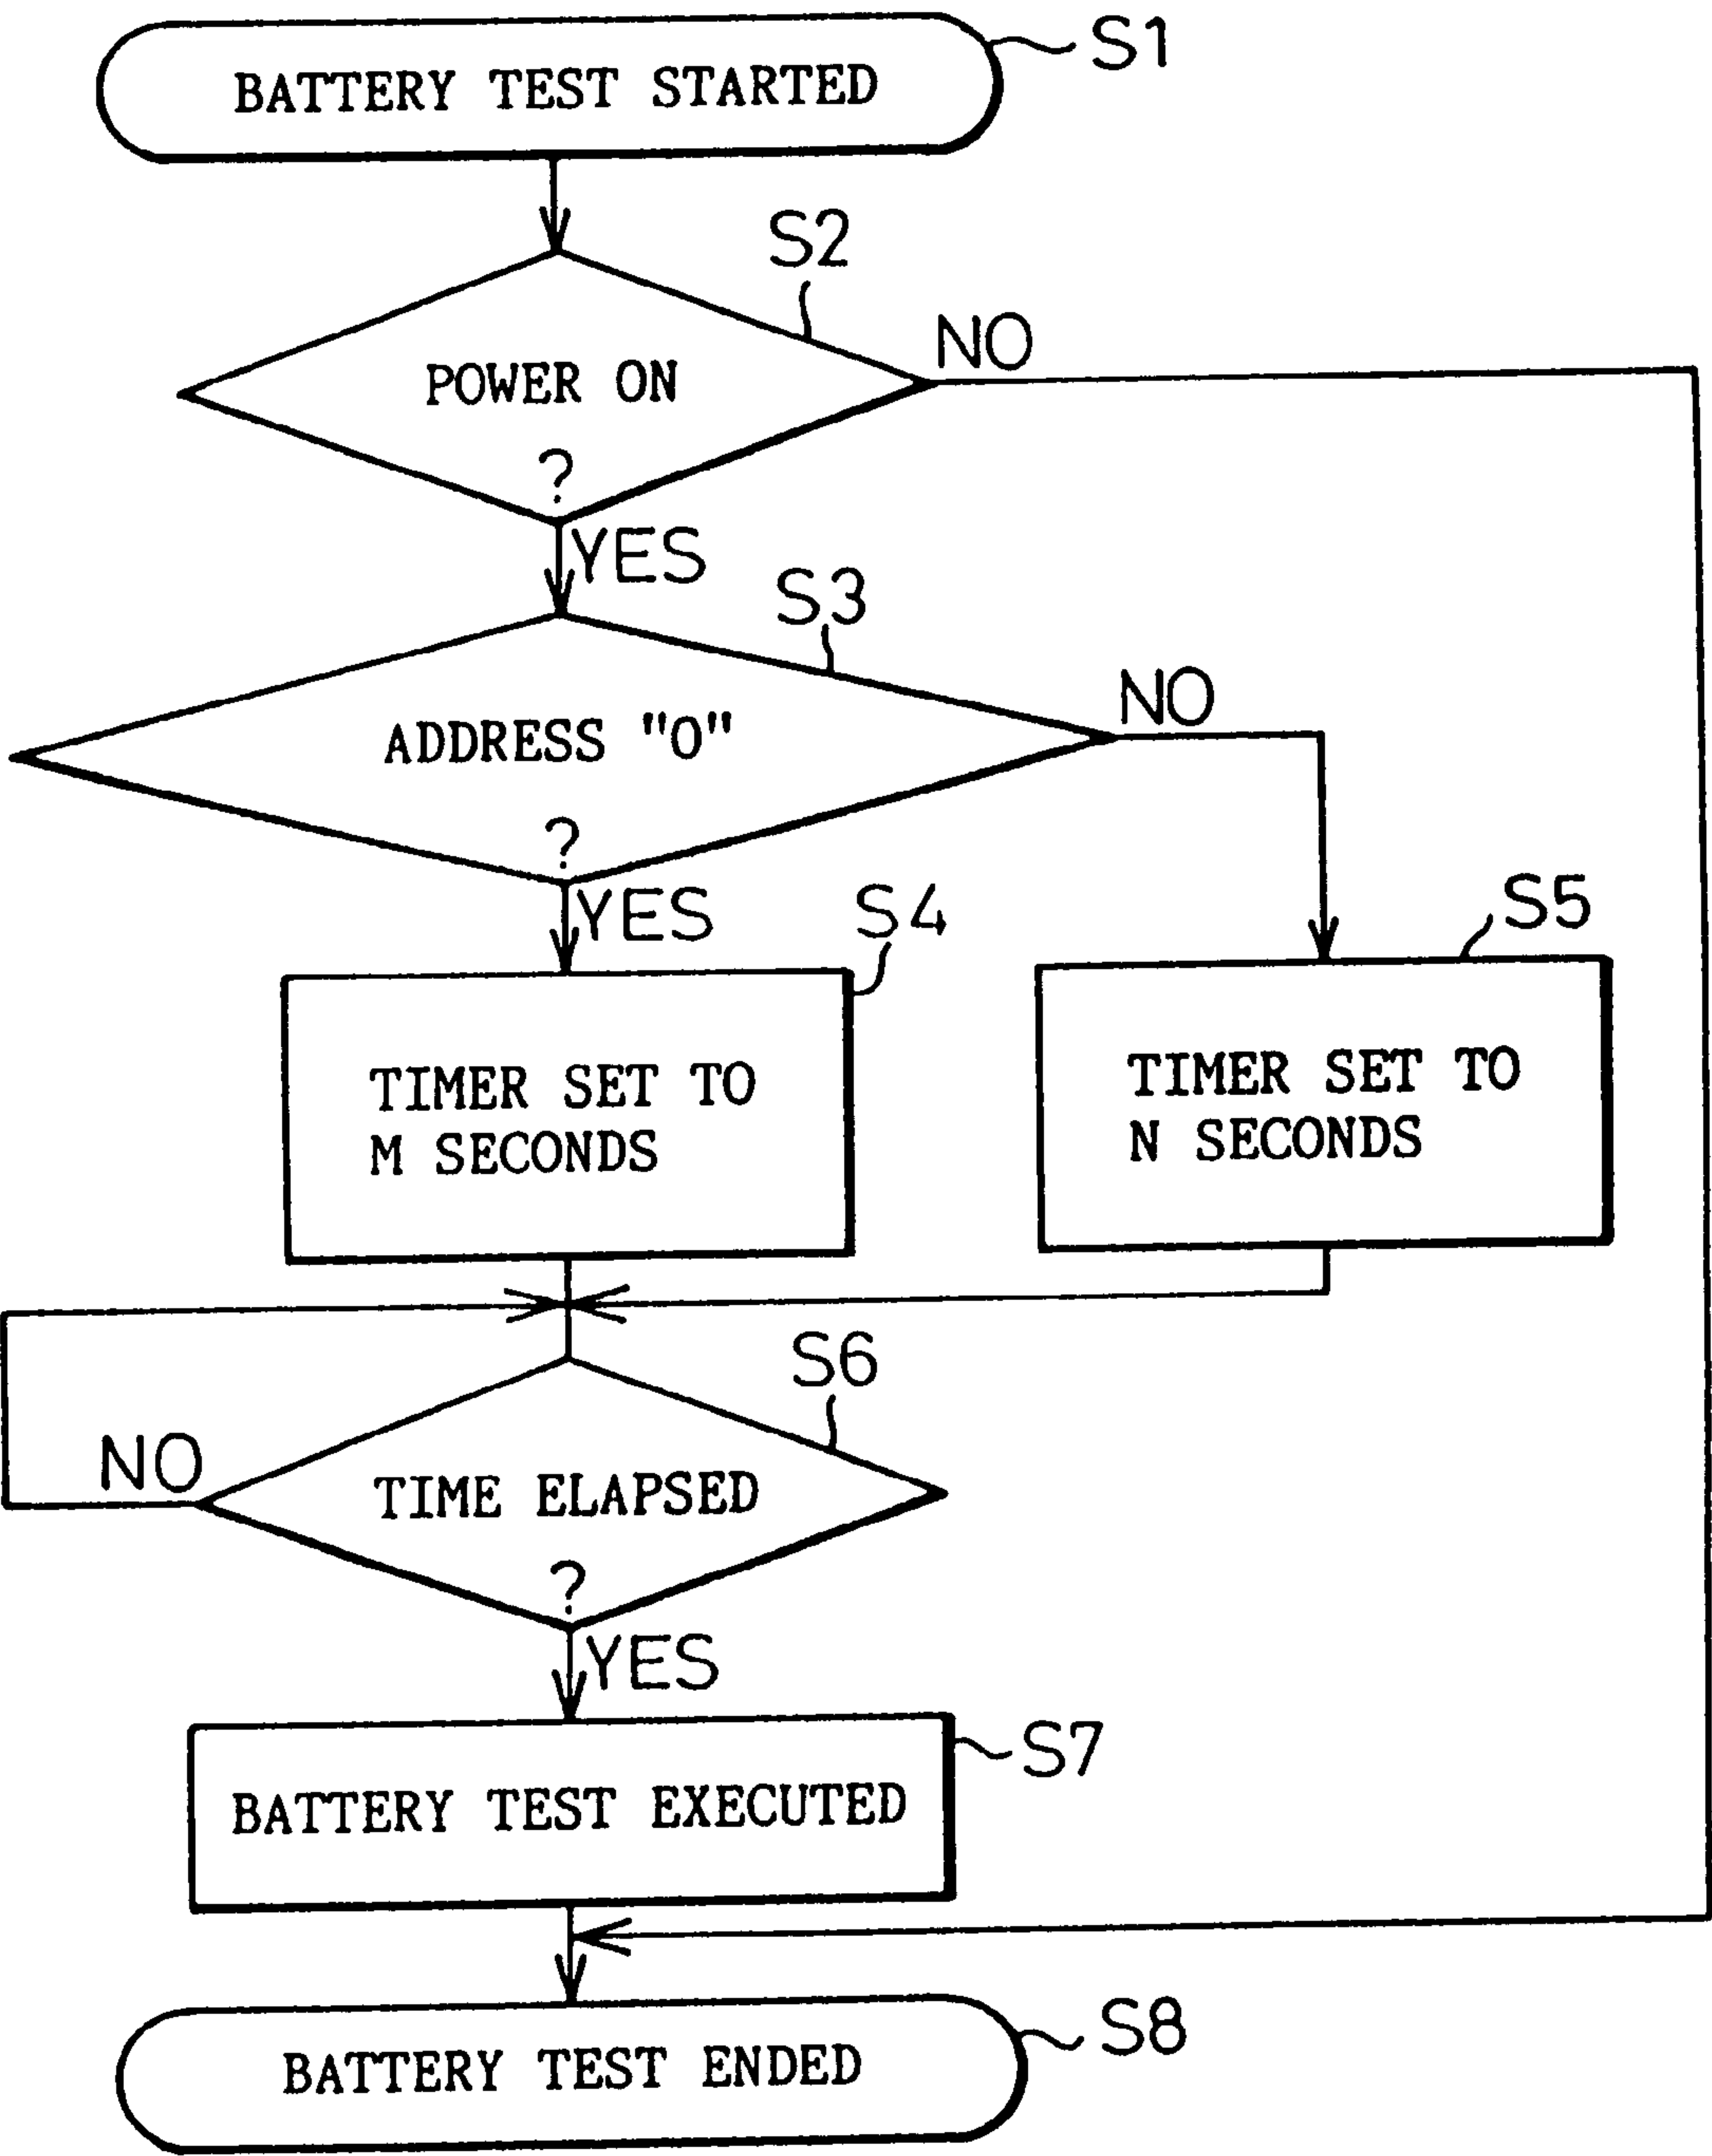 BATTERY TEST STARTED
S1
S2
POWER ON
?
NO
YES
S3
ADDRESS "0"
?
NO
YES
S4
S5
TIMER SET TO
M SECONDS
TIMER SET TO
N SECONDS
S6
TIME ELAPSED
?
NO
YES
S7
BATTERY TEST EXECUTED
S8
BATTERY TEST ENDED